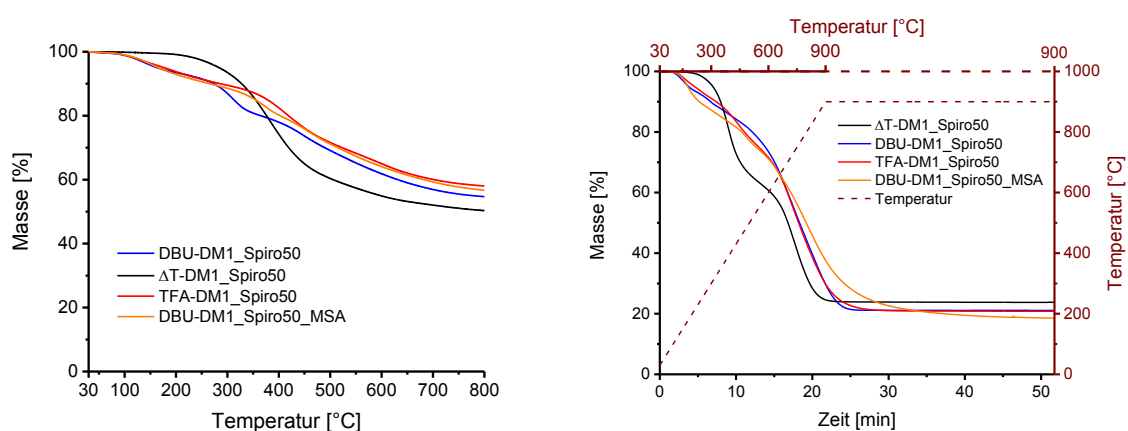 100
80
60
40
20
0
Masse [%]
30 100 200 300 400 500 600 700 800
Temperatur [°C]
DBU-DM1_Spiro50
ΔT-DM1_Spiro50
TFA-DM1_Spiro50
DBU-DM1_Spiro50_MSA
Temperatur [°C]
30 300 600 900 900
100
80
60
40
20
0
Masse [%]
0 10 20 30 40 50
Zeit [min]
ΔT-DM1_Spiro50
DBU-DM1_Spiro50
TFA-DM1_Spiro50
DBU-DM1_Spiro50_MSA
Temperatur
1000
800
600
400
200
0
Temperatur [°C]